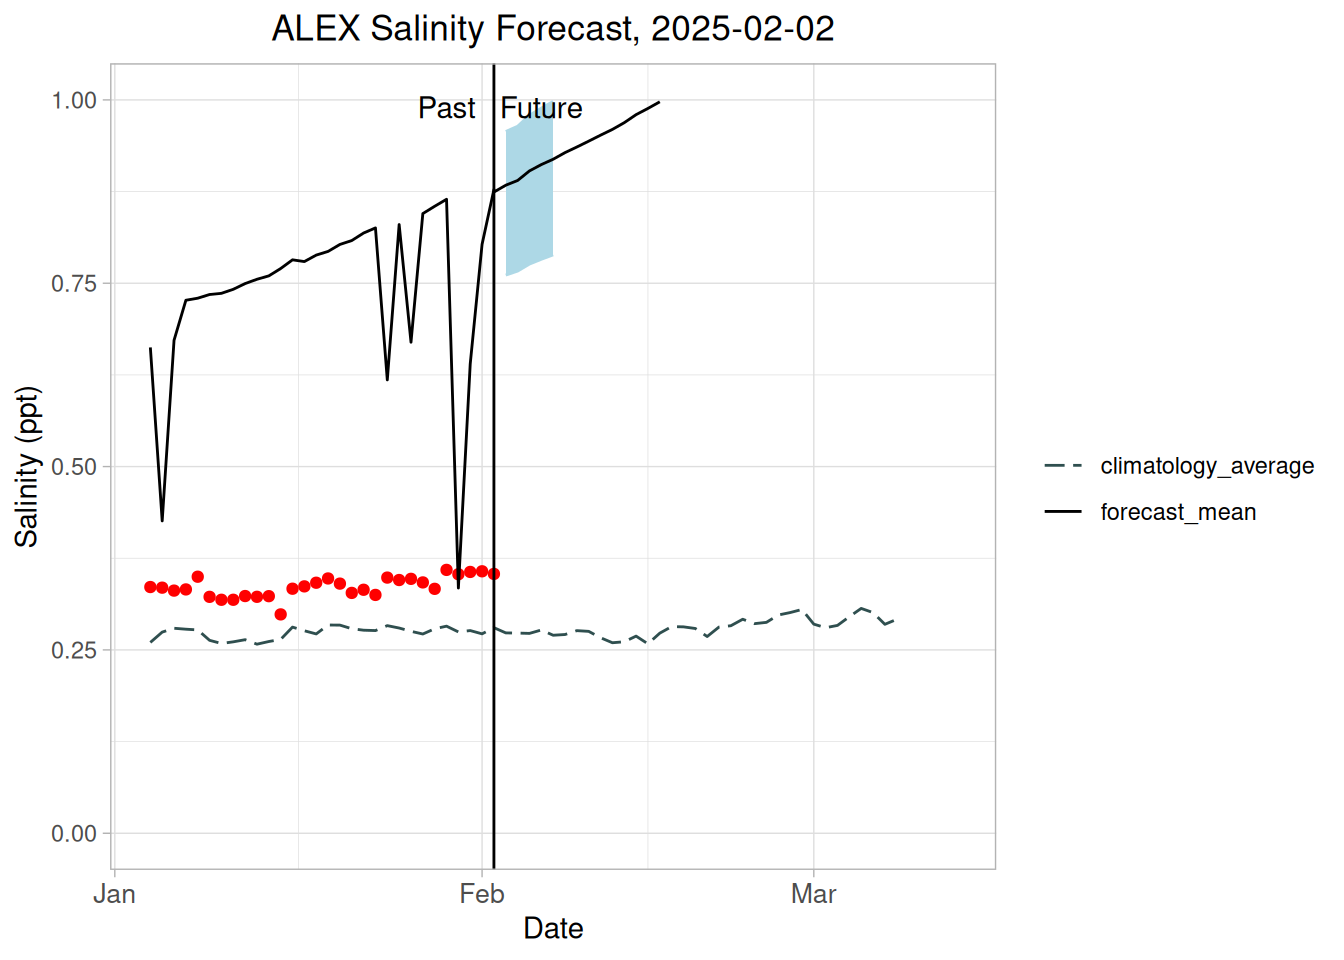 ALEX Salinity Forecast, 2025-02-02
Past
Future
1.00
0.75
0.50
0.25
0.00
Salinity (ppt)
Jan
Feb
Mar
Date
climatology_average
forecast_mean